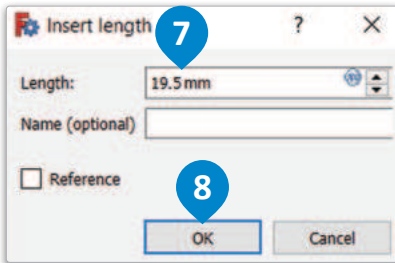 Insert length ? ×
7
Length: 19.5 mm
Name (optional)
Reference
8
OK Cancel